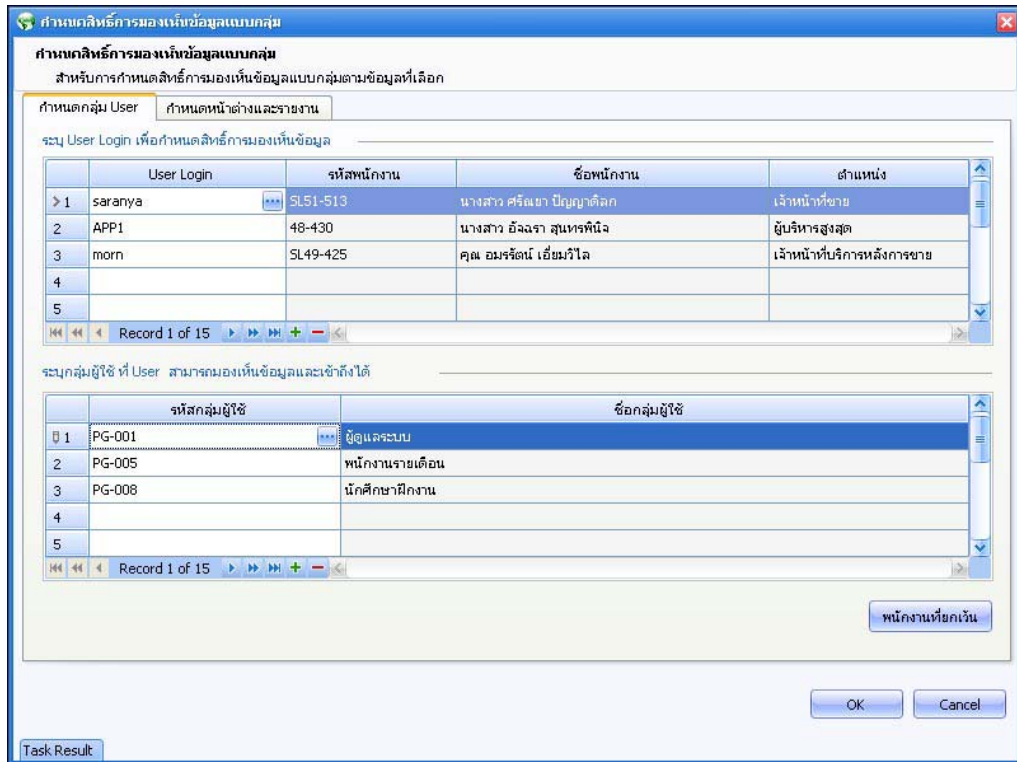 กำหนดสิทธิ์การมองเห็นข้อมูลแบบกลุ่ม
กำหนดสิทธิ์การมองเห็นข้อมูลแบบกลุ่ม
สำหรับการกำหนดสิทธิ์การมองเห็นข้อมูลแบบกลุ่มตามข้อมูลที่เลือก
กำหนดกลุ่ม User กำหนดหน้าต่างและรายงาน
ระบุ User Login เพื่อกำหนดสิทธิ์การมองเห็นข้อมูล
User Login รหัสพนักงาน ชื่อพนักงาน ตำแหน่ง
1 saranya SL51-513 นางสาว ศรัณยา ปัญญาดิลก เจ้าหน้าที่ขาย
2 APP1 48-430 นางสาว อัจฉรา สุนทรพินิจ ผู้บริหารสูงสุด
3 morn SL49-425 คุณ อมรรัตน์ เอี่ยมวิไล เจ้าหน้าที่บริการหลังการขาย
4
5
Record 1 of 15
ระบุกลุ่มผู้ใช้ ที่ User สามารถมองเห็นข้อมูลและเข้าถึงได้
รหัสกลุ่มผู้ใช้ ชื่อกลุ่มผู้ใช้
1 PG-001 ผู้ดูแลระบบ
2 PG-005 พนักงานรายเดือน
3 PG-008 นักศึกษาฝึกงาน
4
5
Record 1 of 15
พนักงานที่ยกเว้น
OK Cancel
Task Result